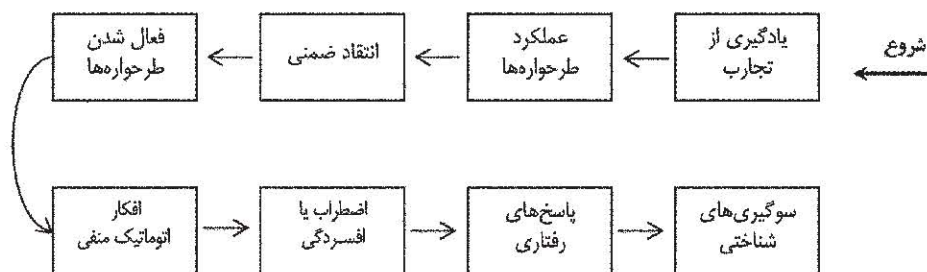 شروع
یادگیری از
تجارب
عملکرد
طرحواره‌ها
انتقاد ضمنی
فعال شدن
طرحواره‌ها
افکار
اتوماتیک منفی
اضطراب یا
افسردگی
پاسخ‌های
رفتاری
سوگیری‌های
شناختی